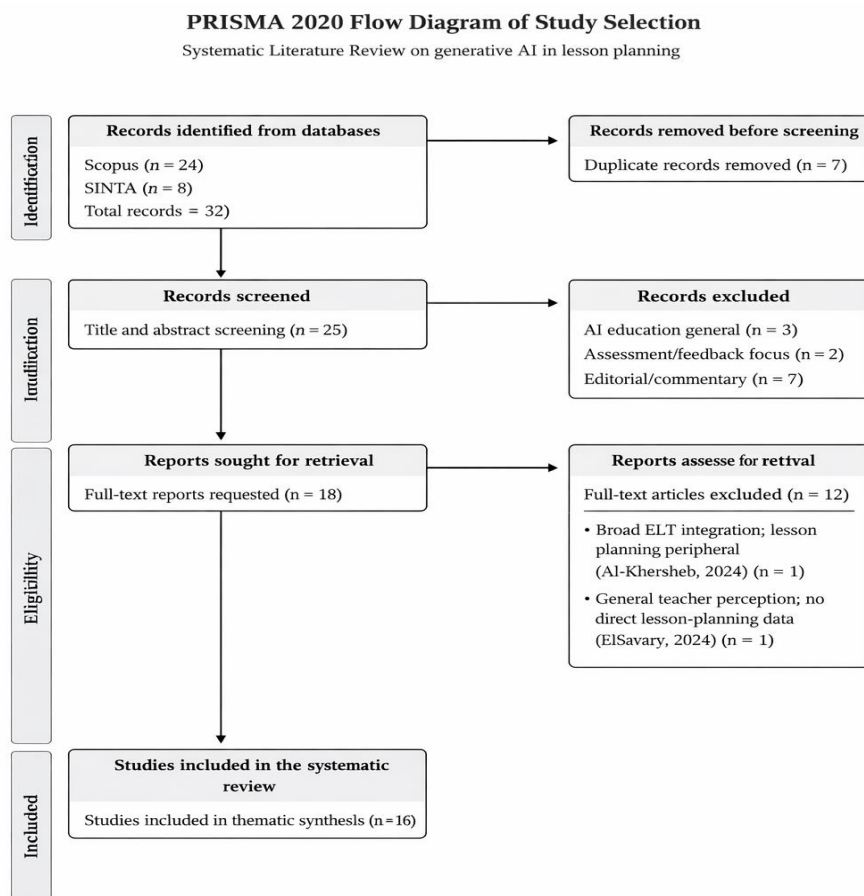 PRISMA 2020 Flow Diagram of Study Selection
Systematic Literature Review on generative AI in lesson planning
Identification
Records identified from databases
Scopus (n = 24)
SINTA (n = 8)
Total records = 32)
Records removed before screening
Duplicate records removed (n = 7)
Records screened
Title and abstract screening (n = 25)
Records excluded
AI education general (n = 3)
Assessment/feedback focus (n = 2)
Editorial/commentary (n = 7)
Reports sought for retrieval
Full-text reports requested (n = 18)
Reports assesse for retival
Full-text articles excluded (n = 12)
• Broad ELT integration; lesson
planning peripheral
(Al-Khersheb, 2024) (n = 1)
• General teacher perception; no
direct lesson-planning data
(ElSavary, 2024) (n = 1)
Studies included in the systematic
review
Studies included in thematic synthesls (n=16)
Included